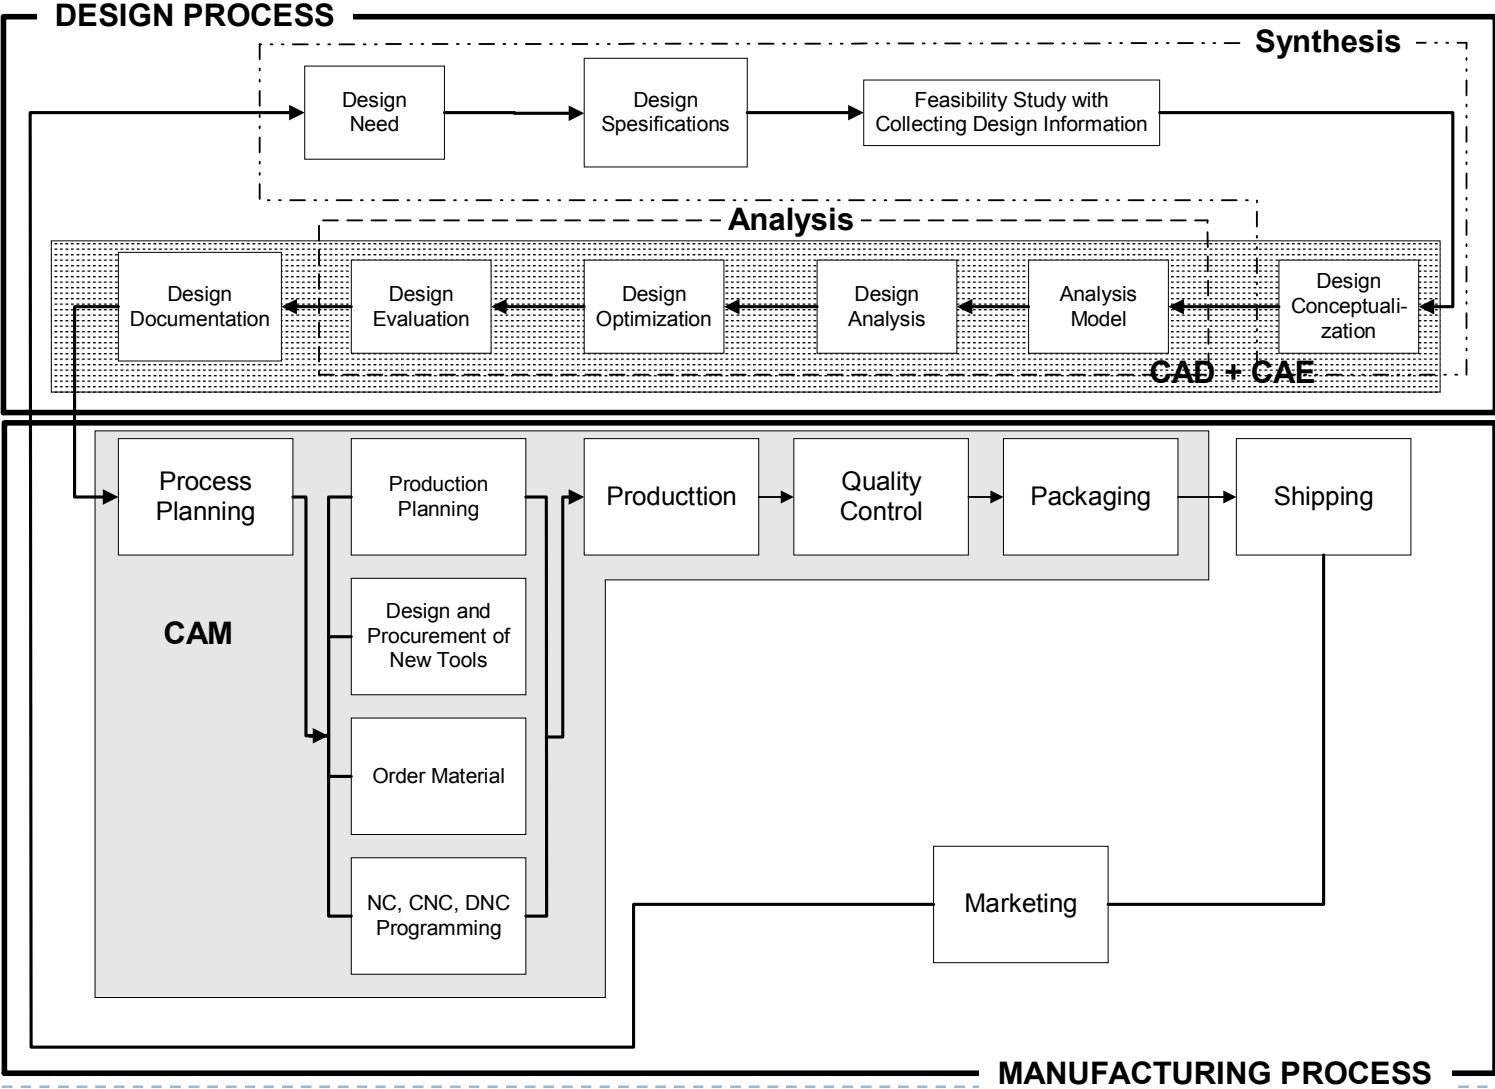 DESIGN PROCESS
Synthesis
Design
Need
Design
Spesifications
Feasibility Study with
Collecting Design Information
Analysis
Design
Documentation
Design
Evaluation
Design
Optimization
Design
Analysis
Analysis
Model
Design
Conceptuali-
zation
CAD + CAE
Process
Planning
Production
Planning
Producttion
Quality
Control
Packaging
Shipping
Design and
Procurement of
New Tools
CAM
Order Material
NC, CNC, DNC
Programming
Marketing
MANUFACTURING PROCESS